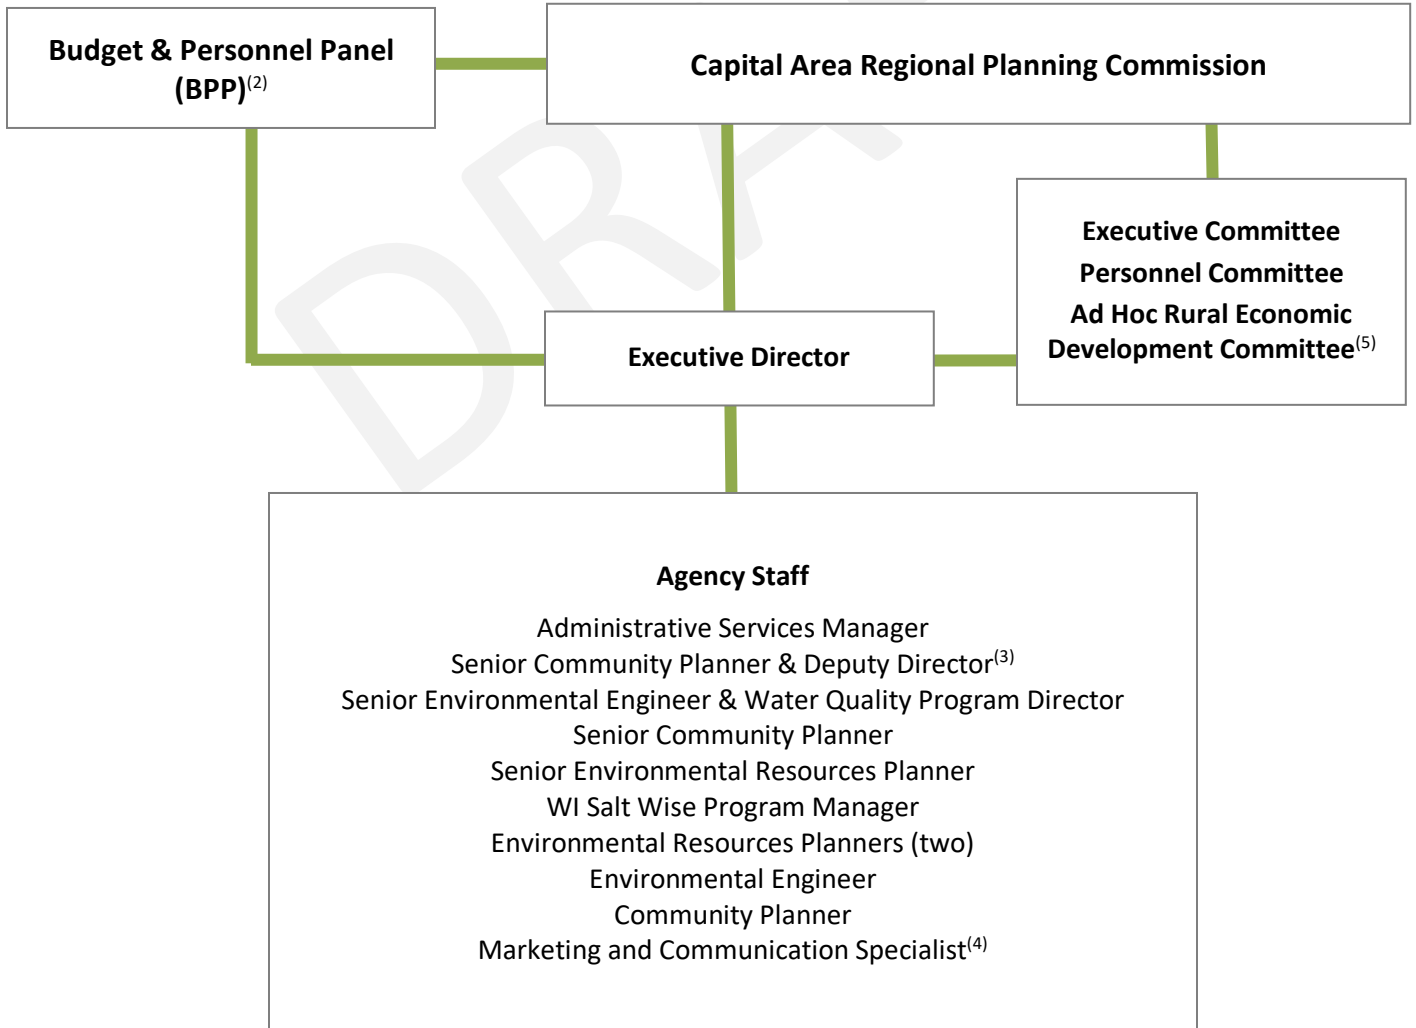 Budget & Personnel Panel
(BPP)(2)
Capital Area Regional Planning Commission
Executive Committee
Personnel Committee
Ad Hoc Rural Economic
Development Committee(5)
Executive Director
Agency Staff
Administrative Services Manager
Senior Community Planner & Deputy Director(3)
Senior Environmental Engineer & Water Quality Program Director
Senior Community Planner
Senior Environmental Resources Planner
WI Salt Wise Program Manager
Environmental Resources Planners (two)
Environmental Engineer
Community Planner
Marketing and Communication Specialist(4)
DRA